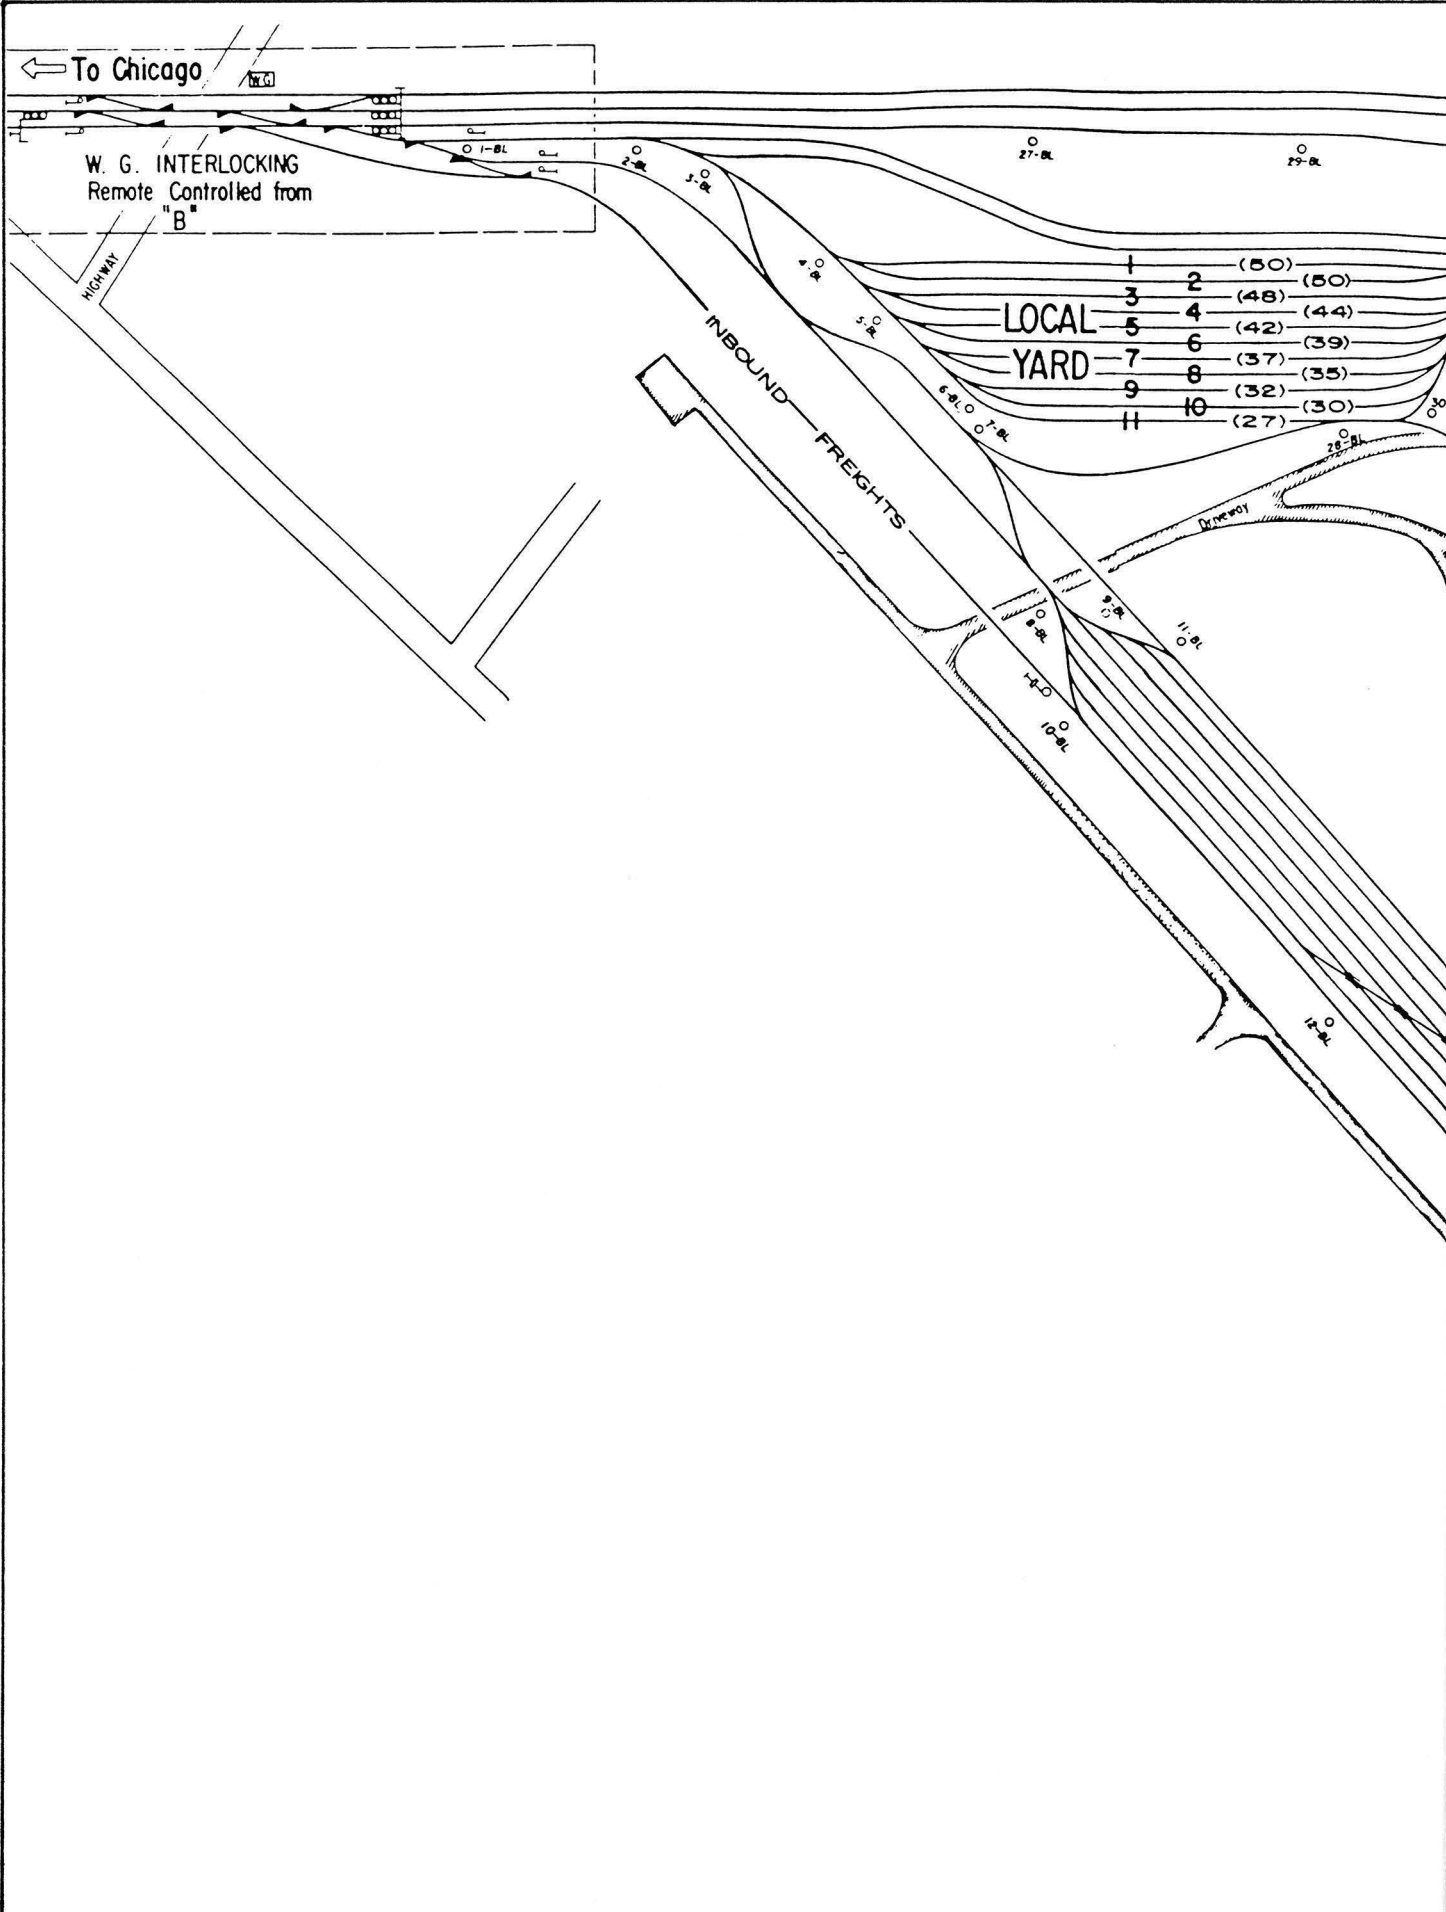 To Chicago
WG
W. G. INTERLOCKING
Remote Controlled from
"B"
HIGHWAY
1-BL
2-BL
3-BL
27-BL
29-BL
4-BL
5-BL
6-BL
7-BL
INBOUND FREIGHTS
LOCAL
YARD
1 (50)
2 (50)
3 (48)
4 (44)
5 (42)
6 (39)
7 (37)
8 (35)
9 (32)
10 (30)
11 (27)
30
28-BL
Driveway
8-BL
9-BL
11-BL
10-BL
12-BL